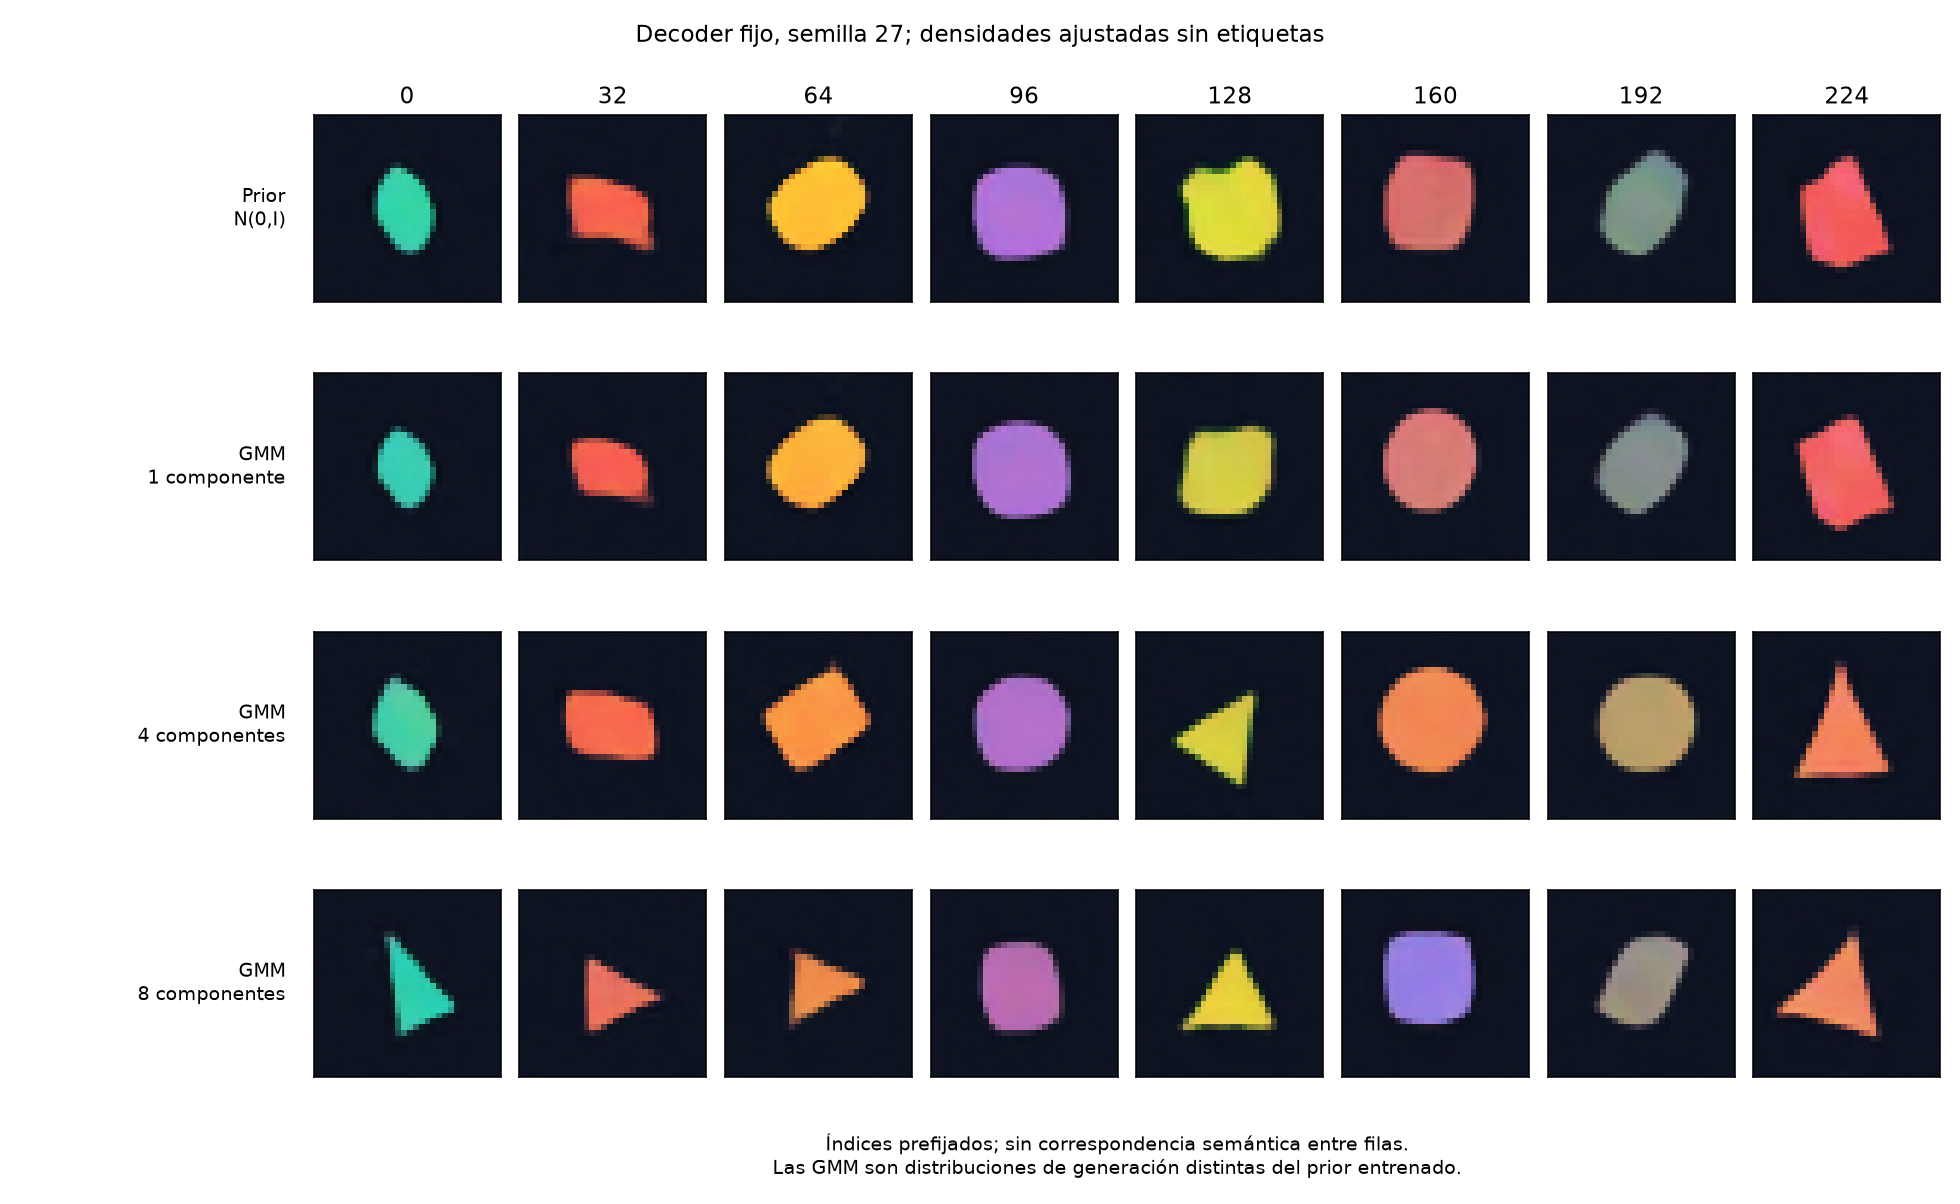 Decoder fijo, semilla 27; densidades ajustadas sin etiquetas
0 32 64 96 128 160 192 224
Prior
N(0,I)
GMM
1 componente
GMM
4 componentes
GMM
8 componentes
Índices prefijados; sin correspondencia semántica entre filas.
Las GMM son distribuciones de generación distintas del prior entrenado.